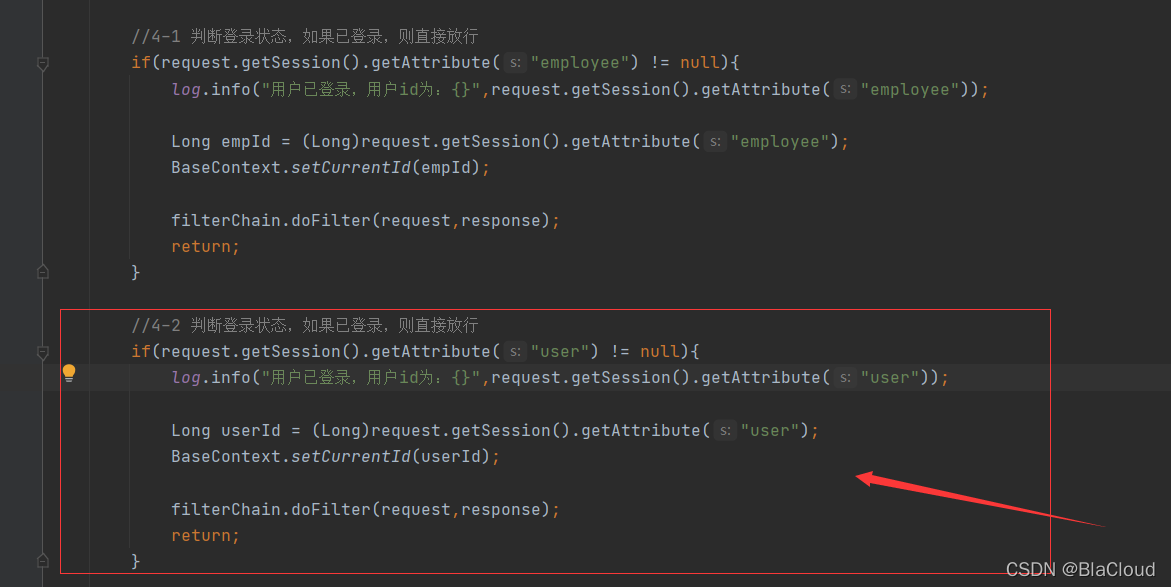 //4-1 判断登录状态，如果已登录，则直接放行
if(request.getSession().getAttribute( s: "employee") != null){
log.info("用户已登录，用户id为：{}",request.getSession().getAttribute( s: "employee"));
Long empId = (Long)request.getSession().getAttribute( s: "employee");
BaseContext.setCurrentId(empId);
filterChain.doFilter(request,response);
return;
}
//4-2 判断登录状态，如果已登录，则直接放行
if(request.getSession().getAttribute( s: "user") != null){
log.info("用户已登录，用户id为：{}",request.getSession().getAttribute( s: "user"));
Long userId = (Long)request.getSession().getAttribute( s: "user");
BaseContext.setCurrentId(userId);
filterChain.doFilter(request,response);
return;
}
CSDN @BlaCloud